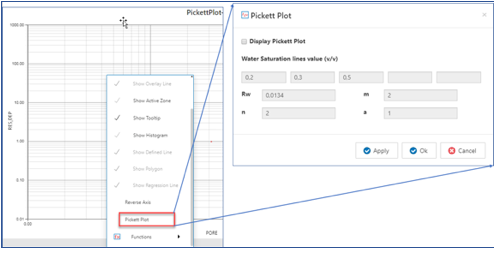 PickettPlot
1000.00
100.00
10.00
1.00
0.10
0.01
RES_DEP
0.00
PORE
Show Overlay Line
Show Active Zone
Show Tooltip
Show Histogram
Show Defined Line
Show Polygon
Show Regression Line
Reverse Axis
Pickett Plot
Functions
Pickett Plot
Display Pickett Plot
Water Saturation lines value (v/v)
0.2 0.3 0.5
Rw 0.0134 m 2
n 2 a 1
Apply Ok Cancel